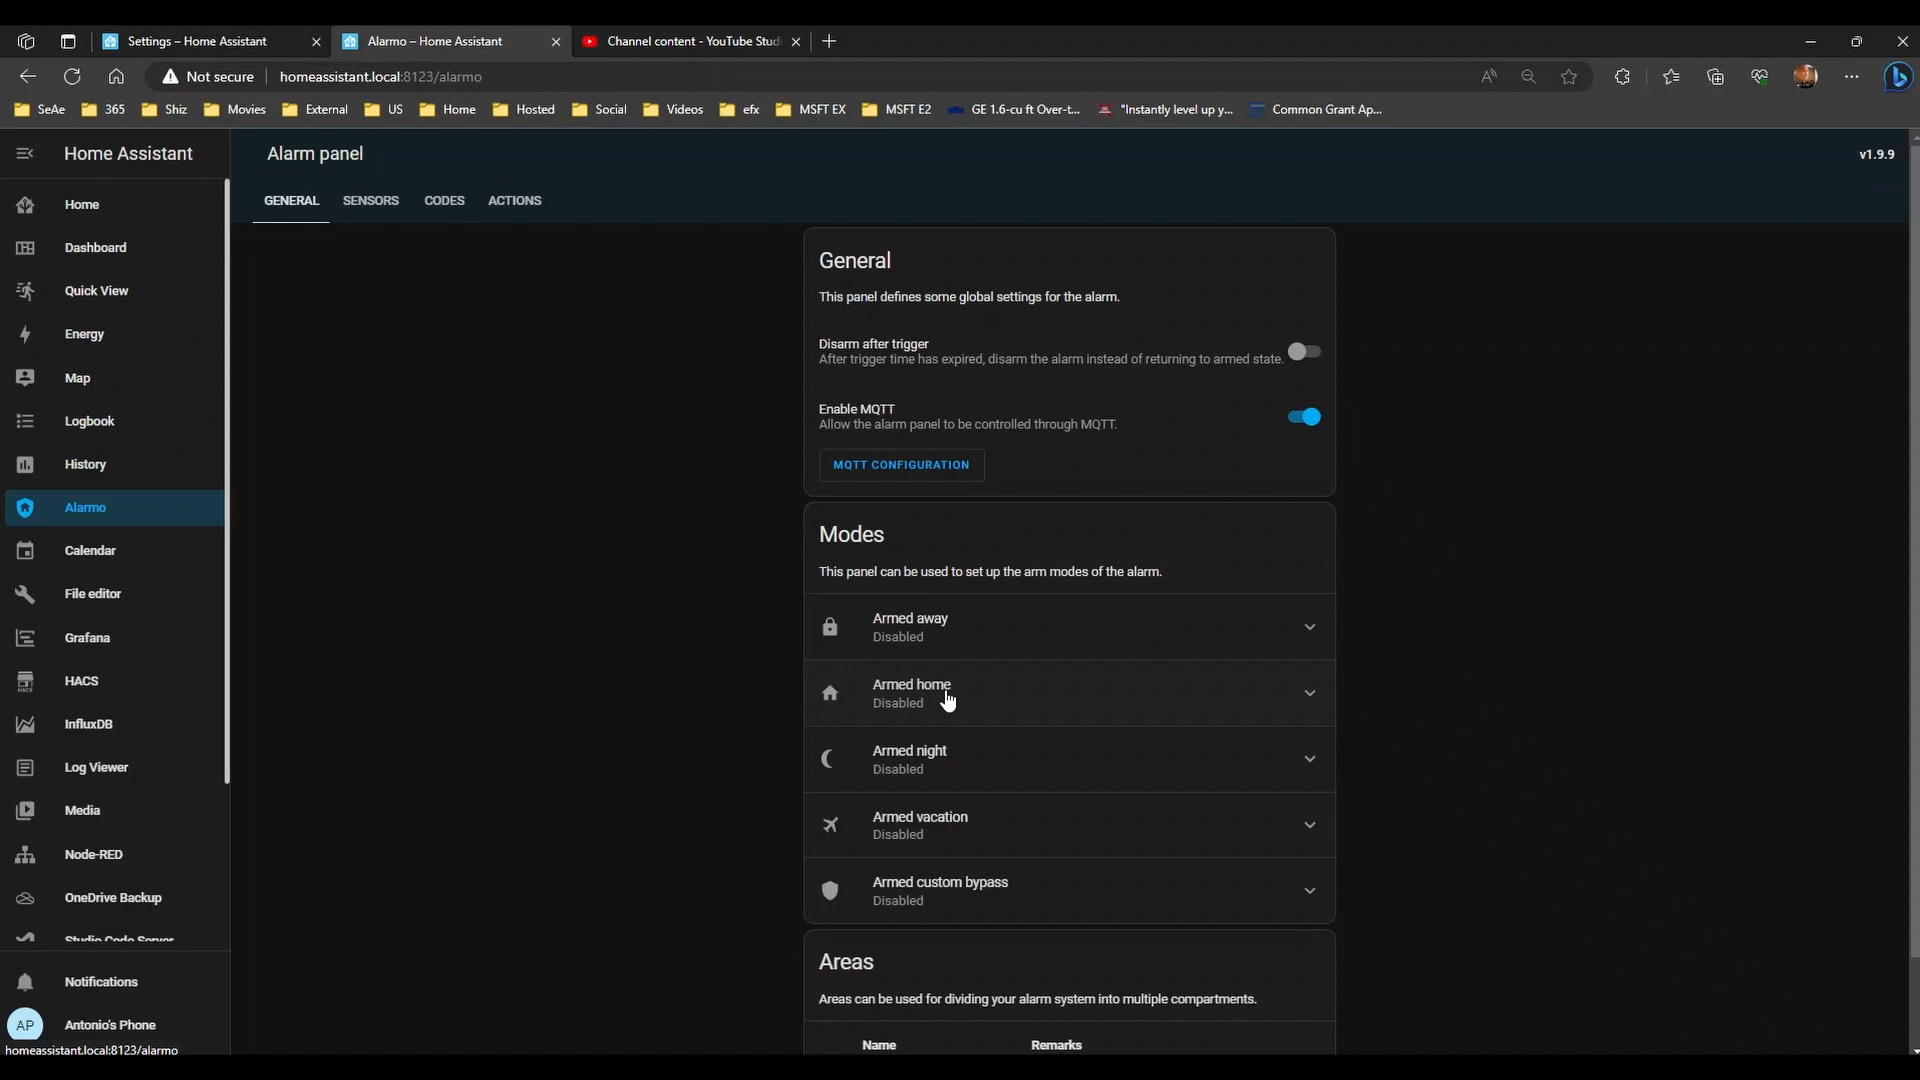 Settings – Home Assistant
Alarmo – Home Assistant
Channel content - YouTube Studi
Not secure
homeassistant.local:8123/alarmo
SeAe
365
Shiz
Movies
External
US
Home
Hosted
Social
Videos
efx
MSFT EX
MSFT E2
GE 1.6-cu ft Over-t...
"Instantly level up y...
Common Grant Ap...
Home Assistant
Alarm panel
v1.9.9
GENERAL
SENSORS
CODES
ACTIONS
Home
Dashboard
Quick View
Energy
Map
Logbook
History
Alarmo
Calendar
File editor
Grafana
HACS
InfluxDB
Log Viewer
Media
Node-RED
OneDrive Backup
Studio Code Server
Notifications
AP
Antonio's Phone
homeassistant.local:8123/alarmo
General
This panel defines some global settings for the alarm.
Disarm after trigger
After trigger time has expired, disarm the alarm instead of returning to armed state.
Enable MQTT
Allow the alarm panel to be controlled through MQTT.
MQTT CONFIGURATION
Modes
This panel can be used to set up the arm modes of the alarm.
Armed away
Disabled
Armed home
Disabled
Armed night
Disabled
Armed vacation
Disabled
Armed custom bypass
Disabled
Areas
Areas can be used for dividing your alarm system into multiple compartments.
Name
Remarks